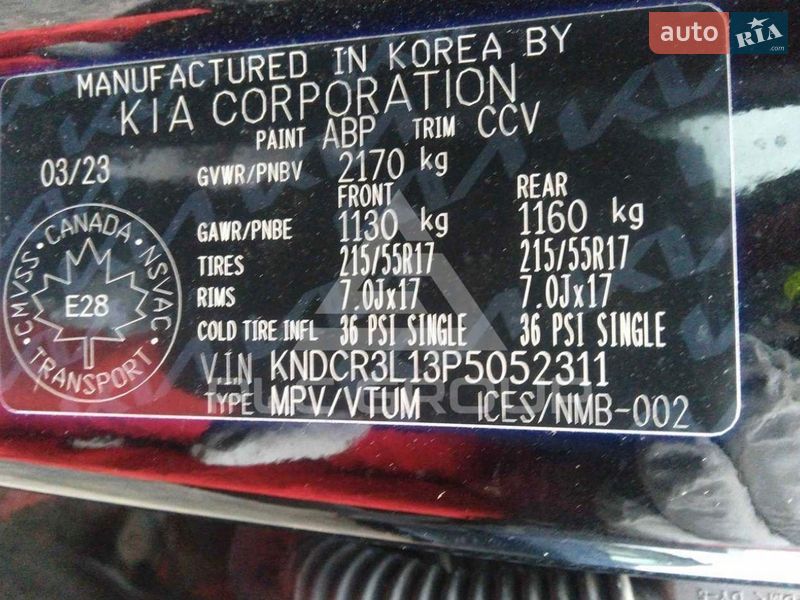 auto RIA.com
MANUFACTURED IN KOREA BY
KIA CORPORATION
PAINT ABP TRIM CCV
03/23 GVWR/PNBV 2170 kg
FRONT REAR
GAWR/PNBE 1130 kg 1160 kg
TIRES 215/55R17 215/55R17
RIMS 7.0Jx17 7.0Jx17
COLD TIRE INFL 36 PSI SINGLE 36 PSI SINGLE
VIN KNDCR3L13P5052311
TYPE MPV/VTUM ICES/NMB-002
CMVSS · CANADA · NSVAC · TRANSPORT ·
E28
GROUP